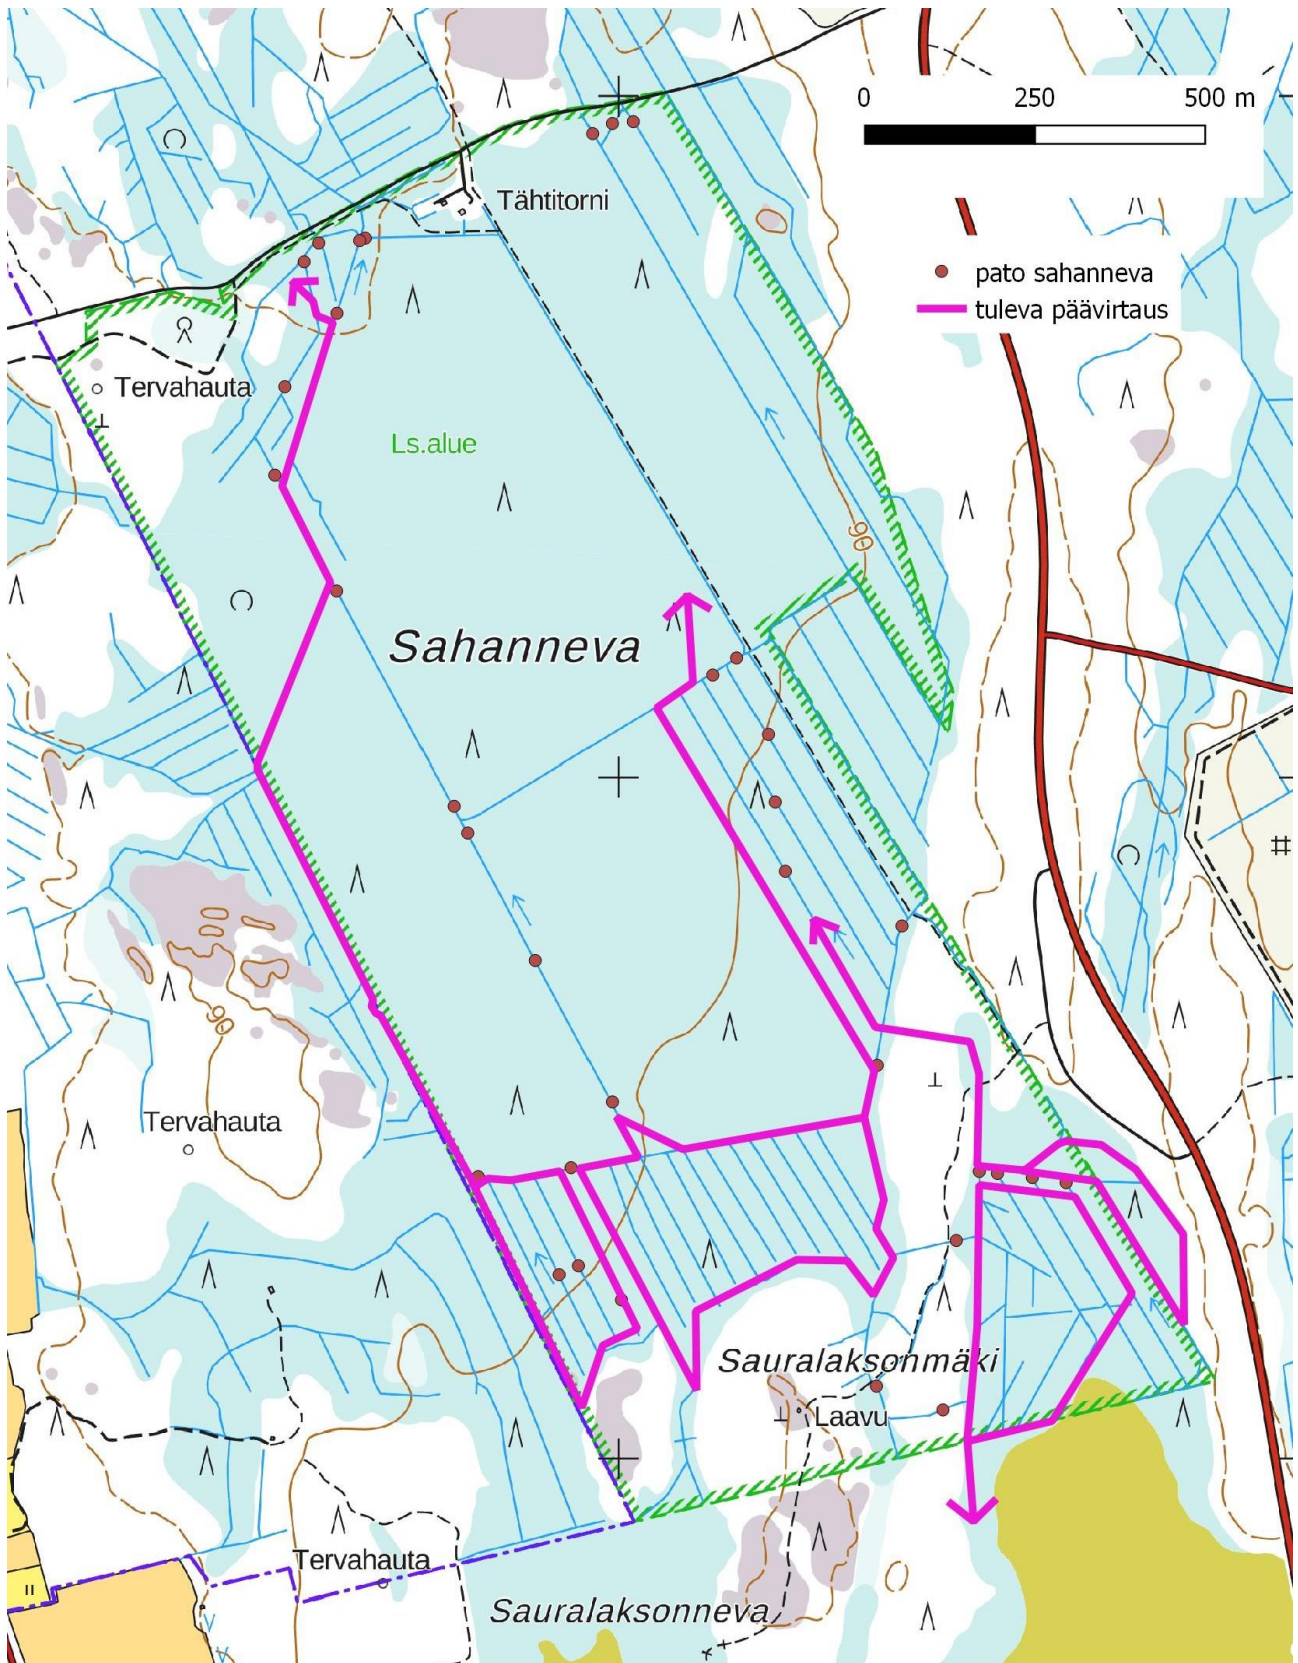 0 250 500 m
Tähtitorni
pato sahanneva
tuleva päävirtaus
Tervahauta
Ls.alue
90
Sahanneva
90
Tervahauta
Sauralaksonmäki
Laavu
Tervahauta
Sauralaksonneva